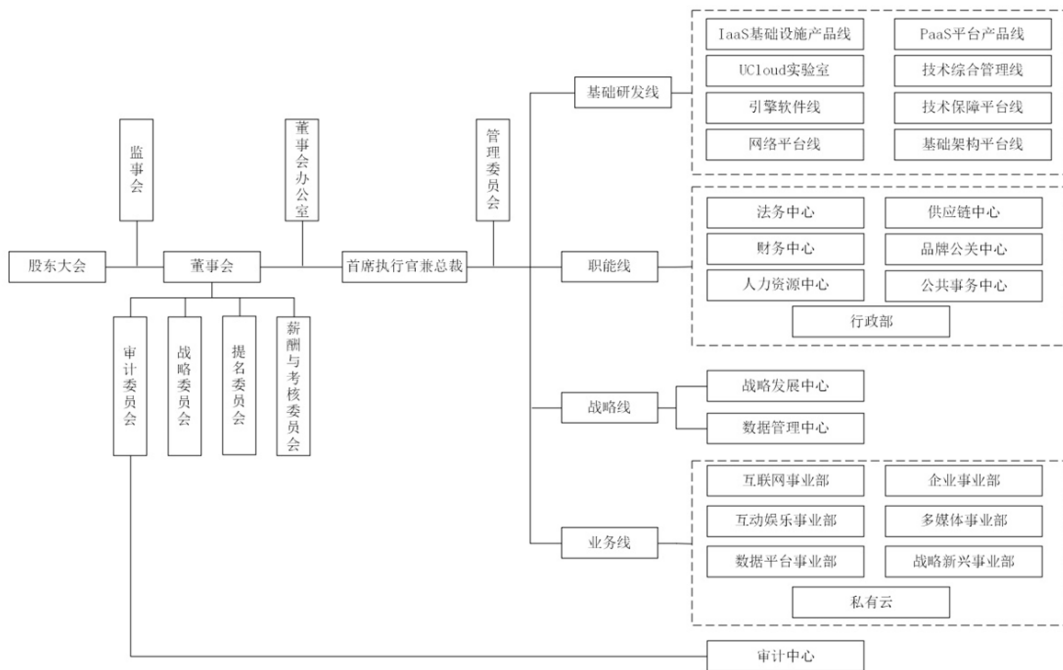 IaaS基础设施产品线
PaaS平台产品线
UCloud实验室
技术综合管理线
基础研发线
引擎软件线
技术保障平台线
网络平台线
基础架构平台线
监事会
董事会办公室
管理委员会
法务中心
供应链中心
股东大会
董事会
首席执行官兼总裁
职能线
财务中心
品牌公关中心
人力资源中心
公共事务中心
行政部
审计委员会
战略委员会
提名委员会
薪酬与考核委员会
战略线
战略发展中心
数据管理中心
互联网事业部
企业事业部
业务线
互动娱乐事业部
多媒体事业部
数据平台事业部
战略新兴事业部
私有云
审计中心